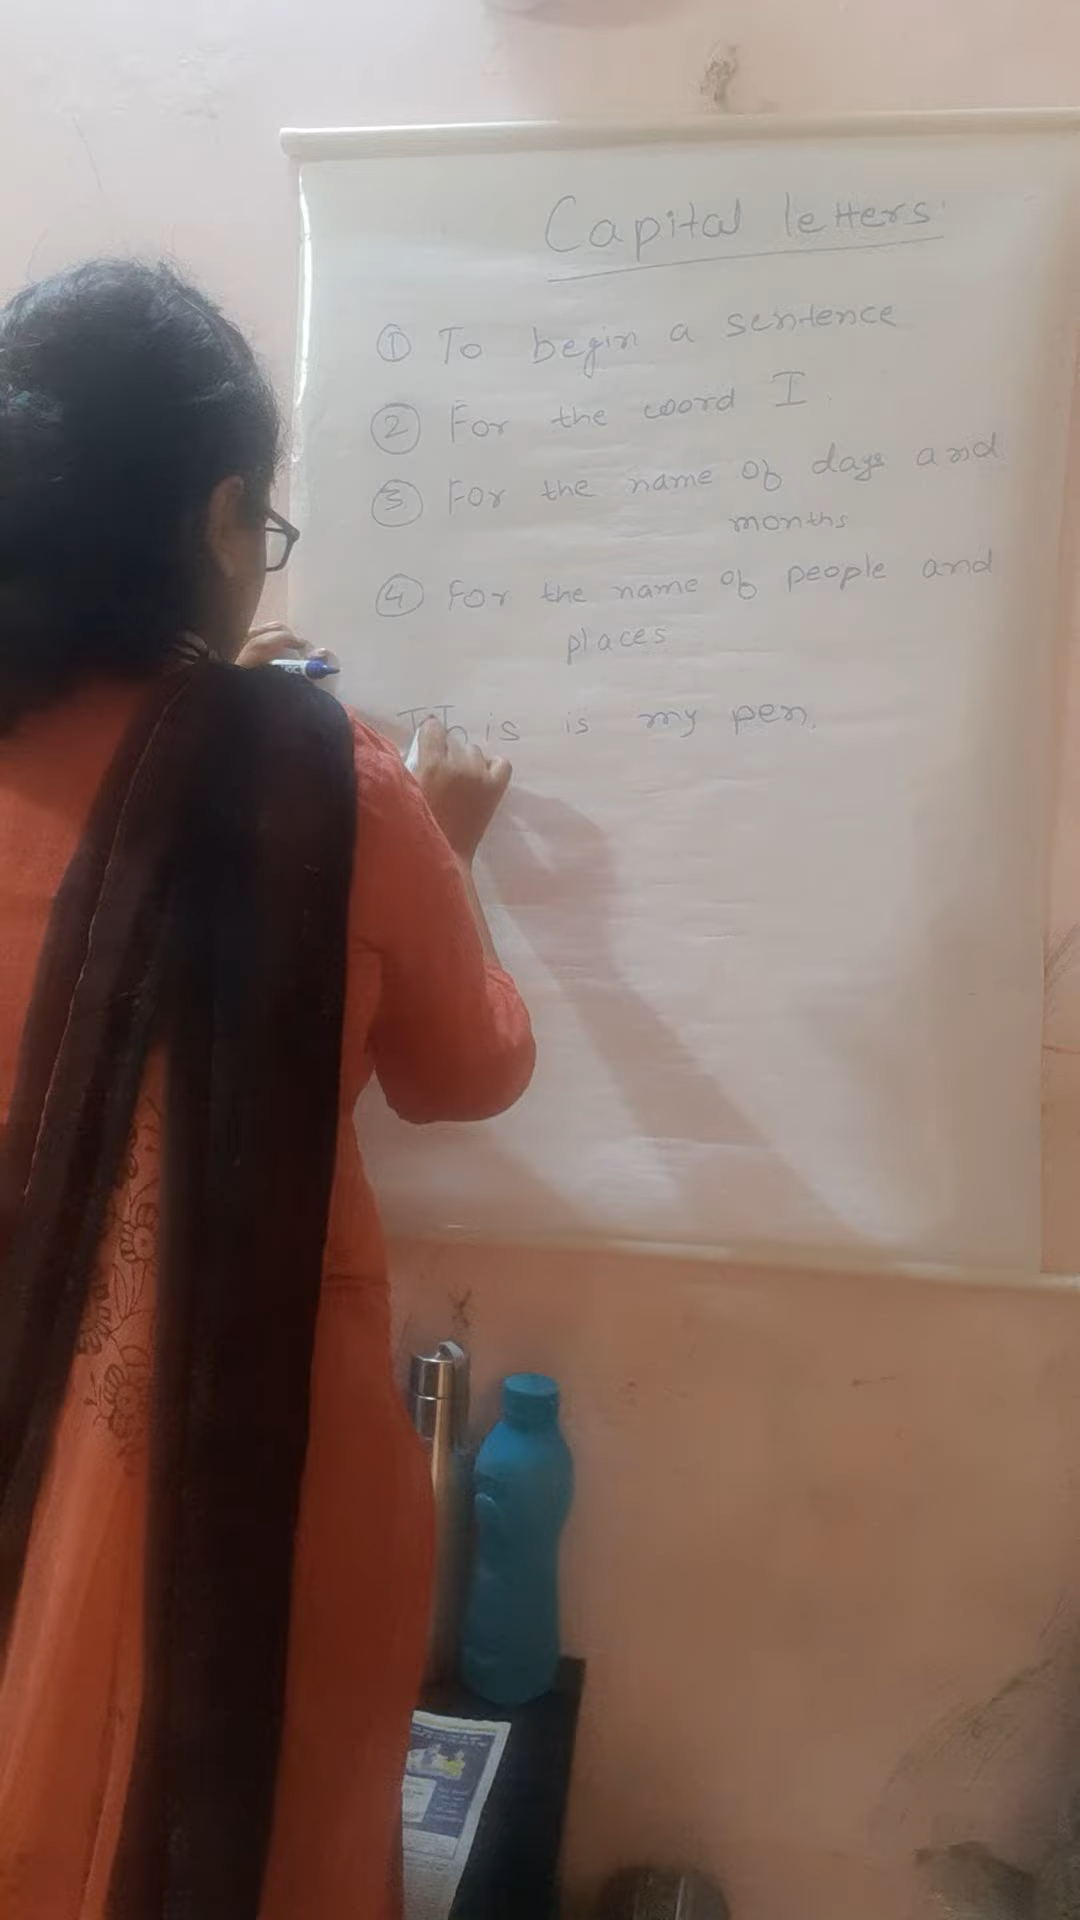 Capital letters
① To begin a sentence
② For the word I.
③ For the name of days and
months
④ For the name of people and
places
This is my pen.